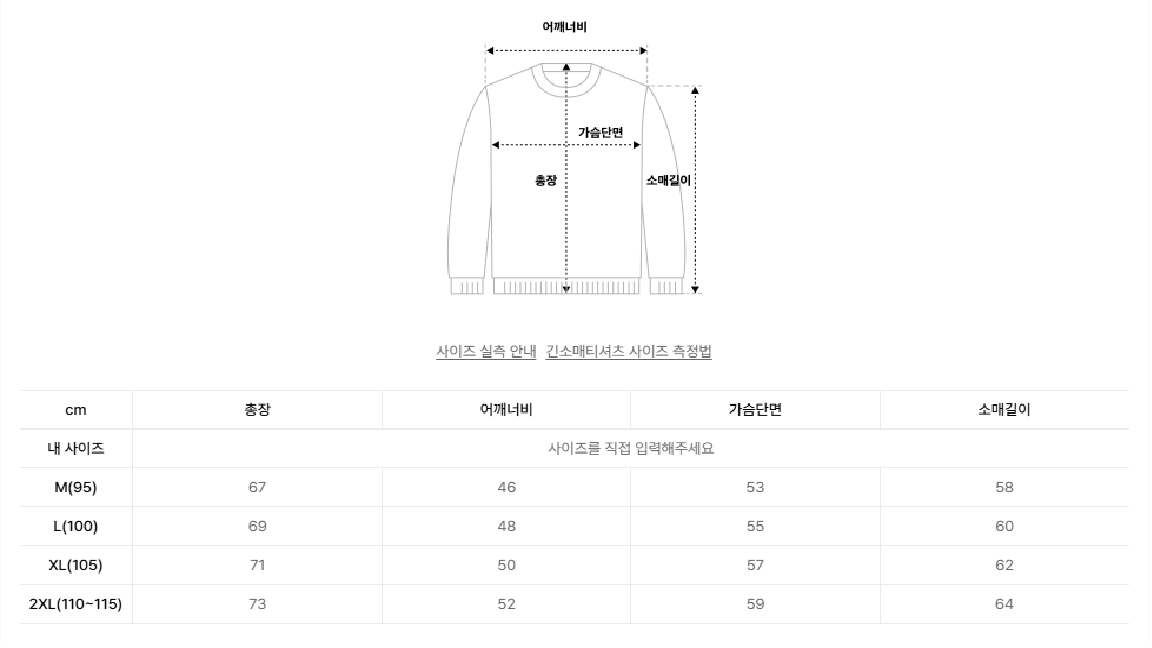 어깨너비
가슴단면
총장
소매길이
사이즈 실측 안내 긴소매티셔츠 사이즈 측정법
cm 총장 어깨너비 가슴단면 소매길이
내 사이즈 사이즈를 직접 입력해주세요
M(95) 67 46 53 58
L(100) 69 48 55 60
XL(105) 71 50 57 62
2XL(110~115) 73 52 59 64